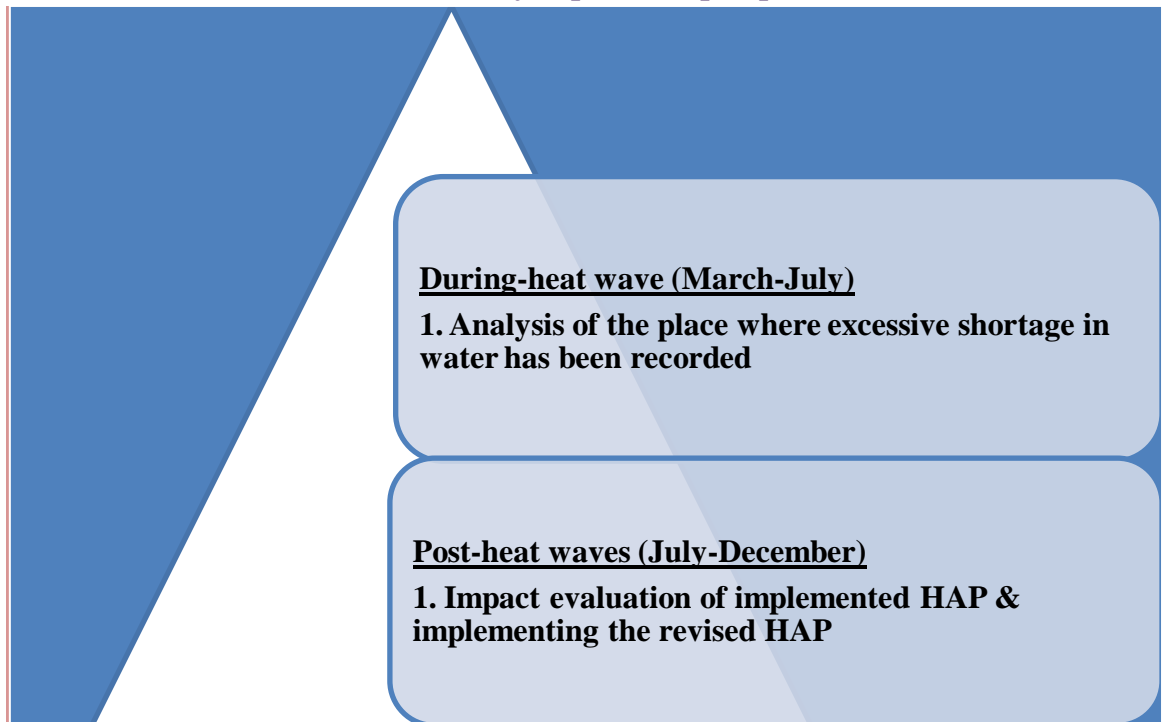 During-heat wave (March-July)
1. Analysis of the place where excessive shortage in
water has been recorded
Post-heat waves (July-December)
1. Impact evaluation of implemented HAP &
implementing the revised HAP